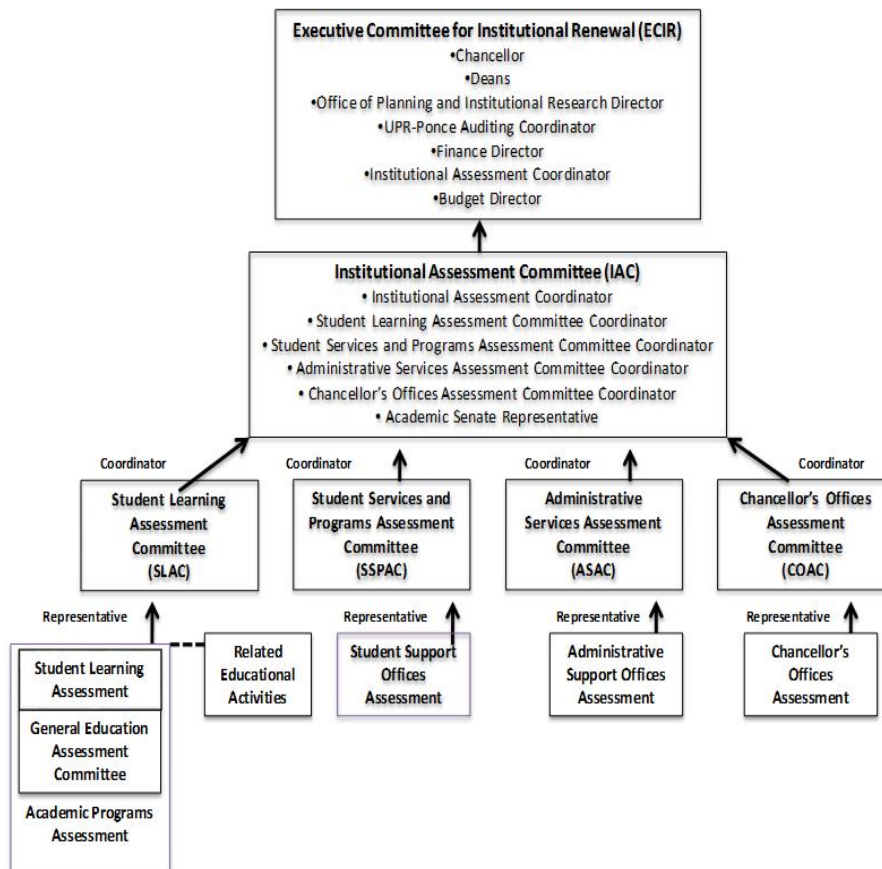 Executive Committee for Institutional Renewal (ECIR)
•Chancellor
•Deans
•Office of Planning and Institutional Research Director
•UPR-Ponce Auditing Coordinator
•Finance Director
•Institutional Assessment Coordinator
•Budget Director
Institutional Assessment Committee (IAC)
• Institutional Assessment Coordinator
• Student Learning Assessment Committee Coordinator
• Student Services and Programs Assessment Committee Coordinator
• Administrative Services Assessment Committee Coordinator
• Chancellor's Offices Assessment Committee Coordinator
• Academic Senate Representative
Coordinator
Student Learning
Assessment
Committee
(SLAC)
Coordinator
Student Services and
Programs Assessment
Committee
(SSPAC)
Coordinator
Administrative
Services Assessment
Committee
(ASAC)
Coordinator
Chancellor's Offices
Assessment
Committee
(COAC)
Representative
Student Learning
Assessment
General Education
Assessment
Committee
Academic Programs
Assessment
Related
Educational
Activities
Representative
Student Support
Offices
Assessment
Representative
Administrative
Support Offices
Assessment
Representative
Chancellor's
Offices
Assessment